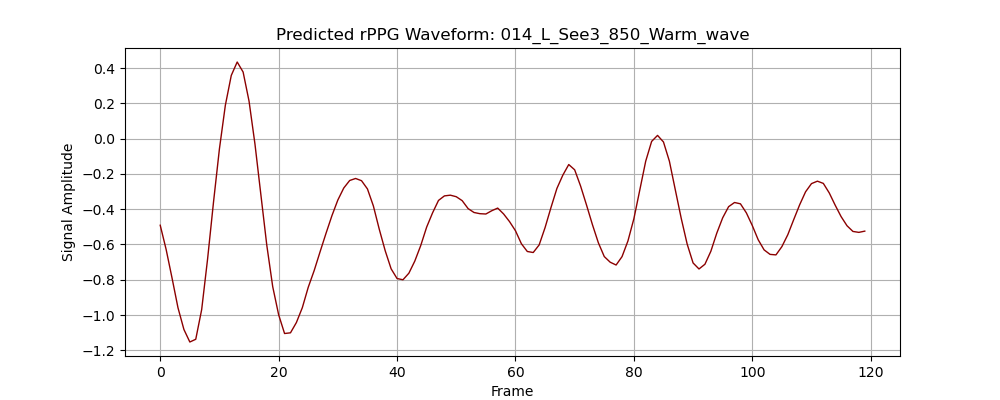 Predicted rPPG Waveform: 014_L_See3_850_Warm_wave
Signal Amplitude
0.4
0.2
0.0
−0.2
−0.4
−0.6
−0.8
−1.0
−1.2
0 20 40 60 80 100 120
Frame